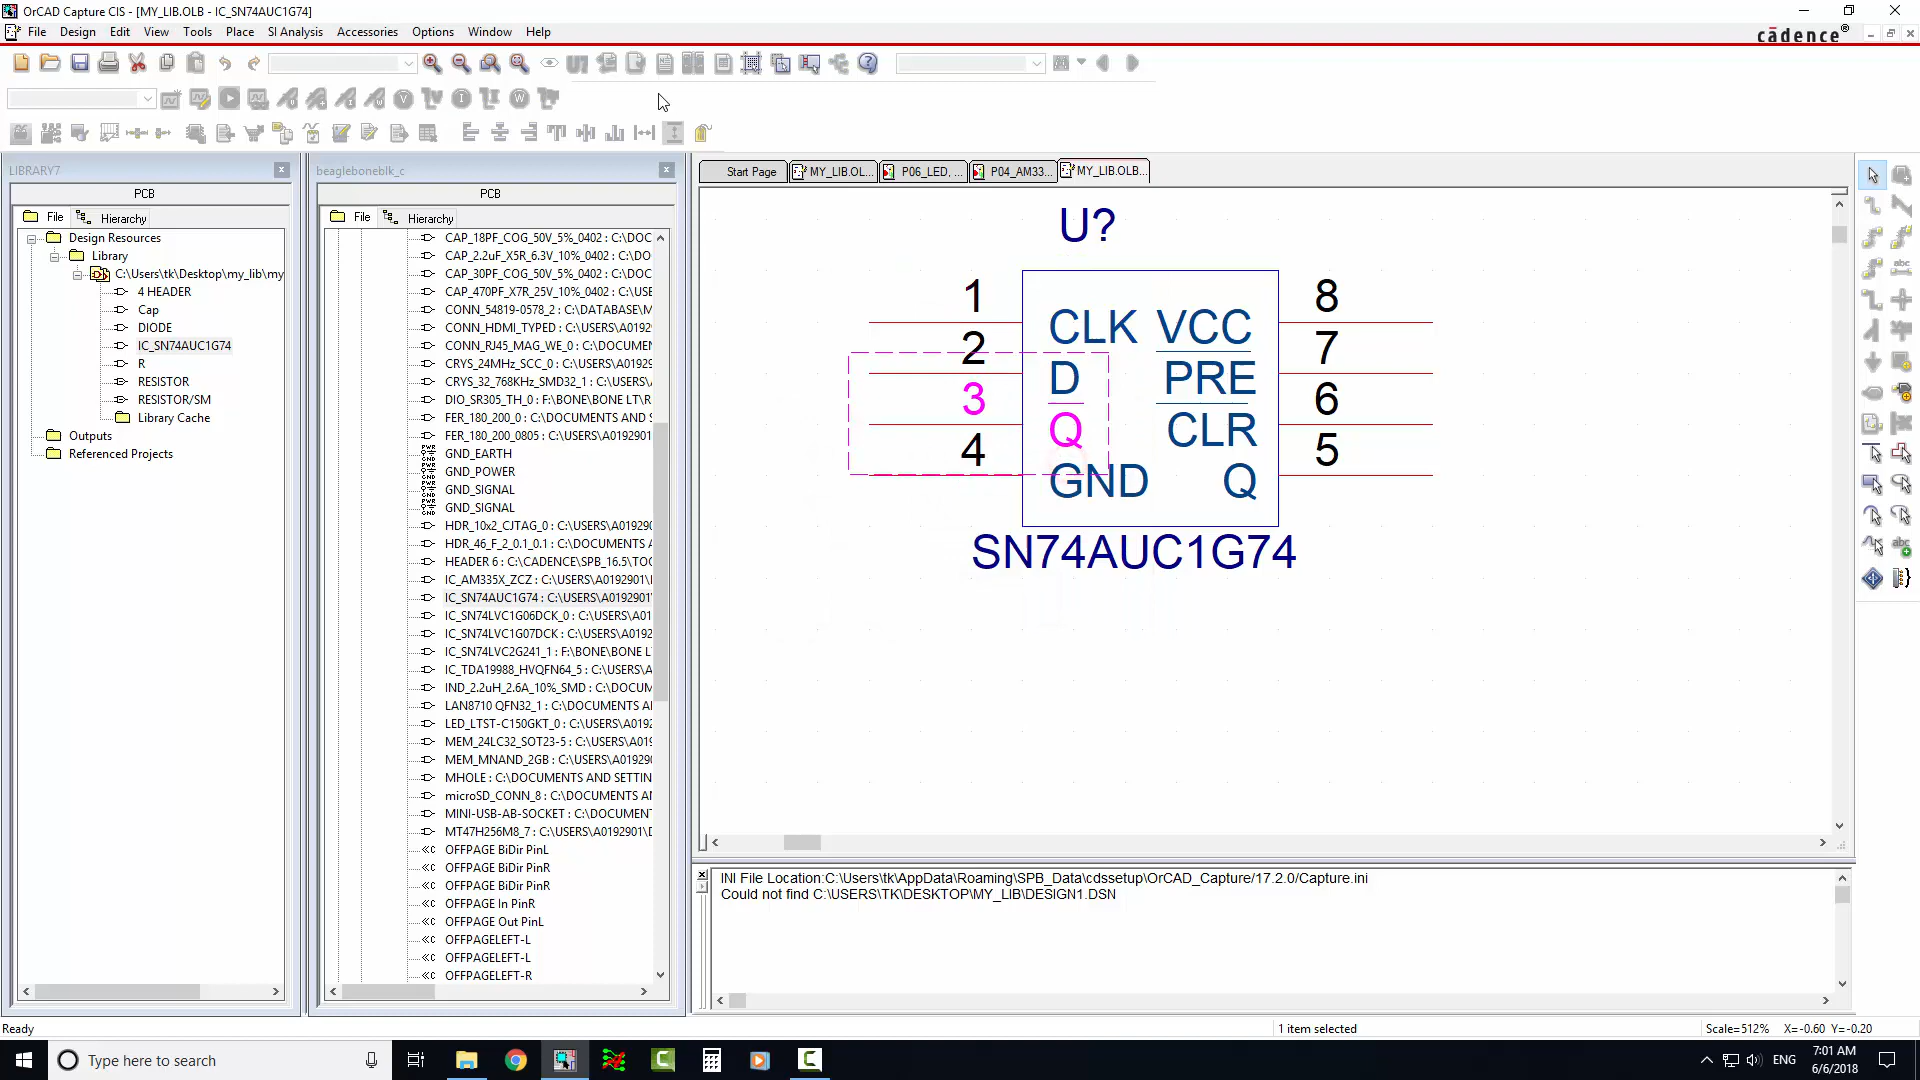 OrCAD Capture CIS - [MY_LIB.OLB - IC_SN74AUC1G74]
File Design Edit View Tools Place SI Analysis Accessories Options Window Help
cādence®
LIBRARY7
PCB
File Hierarchy
Design Resources
Library
C:\Users\tk\Desktop\my_lib\my
4 HEADER
Cap
DIODE
IC_SN74AUC1G74
R
RESISTOR
RESISTOR/SM
Library Cache
Outputs
Referenced Projects
beagleboneblk_c
PCB
File Hierarchy
CAP_18PF_COG_50V_5%_0402 : C:\DOC
CAP_2.2uF_X5R_6.3V_10%_0402 : C:\DO
CAP_30PF_COG_50V_5%_0402 : C:\DOC
CAP_470PF_X7R_25V_10%_0402 : C:\USE
CONN_54819-0578_2 : C:\DATABASE\M
CONN_HDMI_TYPED : C:\USERS\A01929
CONN_RJ45_MAG_WE_0 : C:\DOCUMEN
CRYS_24MHz_SCC_0 : C:\DOCUMENTS
CRYS_32_768KHz_SMD32_1 : C:\DOCUM
DIO_SR305_TH_0 : F:\BONE\BONE LT\R
FER_180_200_0 : C:\DOCUMENTS AND S
FER_180_200_0805 : C:\USERS\A0192901
GND_EARTH
GND_POWER
GND_SIGNAL
GND_SIGNAL
HDR_10x2_CJTAG_0 : C:\USERS\A01929
HDR_46_F_2_0.1_0.1 : C:\DOCUMENTS A
HEADER 6 : C:\CADENCE\SPB_16.5\TOO
IC_AM335X_ZCZ : C:\USERS\A0192901\
IC_SN74AUC1G74 : C:\USERS\A0192901\
IC_SN74LVC1G06DCK_0 : C:\USERS\A01
IC_SN74LVC1G07DCK : C:\USERS\A0192
IC_SN74LVC2G241_1 : F:\BONE\BONE L
IC_TDA19988_HVQFN64_5 : C:\USERS\A
IND_2.2uH_2.6A_10%_SMD : C:\DOCUM
LAN8710 QFN32_1 : C:\DOCUMENTS A
LED_LTST-C150GKT_0 : C:\USERS\A0192
MEM_24LC32_SOT23-5 : C:\USERS\A019
MEM_MNAND_2GB : C:\USERS\A019290
MHOLE : C:\DOCUMENTS AND SETTIN
microSD_CONN_8 : C:\DOCUMENTS A
MINI-USB-AB-SOCKET : C:\DOCUMENT
MT47H256M8_7 : C:\USERS\A0192901\D
OFFPAGE BiDir PinL
OFFPAGE BiDir PinR
OFFPAGE BiDir PinR
OFFPAGE In PinR
OFFPAGE Out PinL
OFFPAGELEFT-L
OFFPAGELEFT-L
OFFPAGELEFT-R
Start Page MY_LIB.OL... P06_LED, ... P04_AM33... MY_LIB.OLB...
U?
1 CLK VCC 8
2 D PRE 7
3 Q CLR 6
4 GND Q 5
SN74AUC1G74
INI File Location:C:\Users\tk\AppData\Roaming\SPB_Data\cdssetup\OrCAD_Capture/17.2.0/Capture.ini
Could not find C:\USERS\TK\DESKTOP\MY_LIB\DESIGN1.DSN
Ready 1 item selected Scale=512% X=-0.60 Y=-0.20
Type here to search
ENG
7:01 AM
6/6/2018